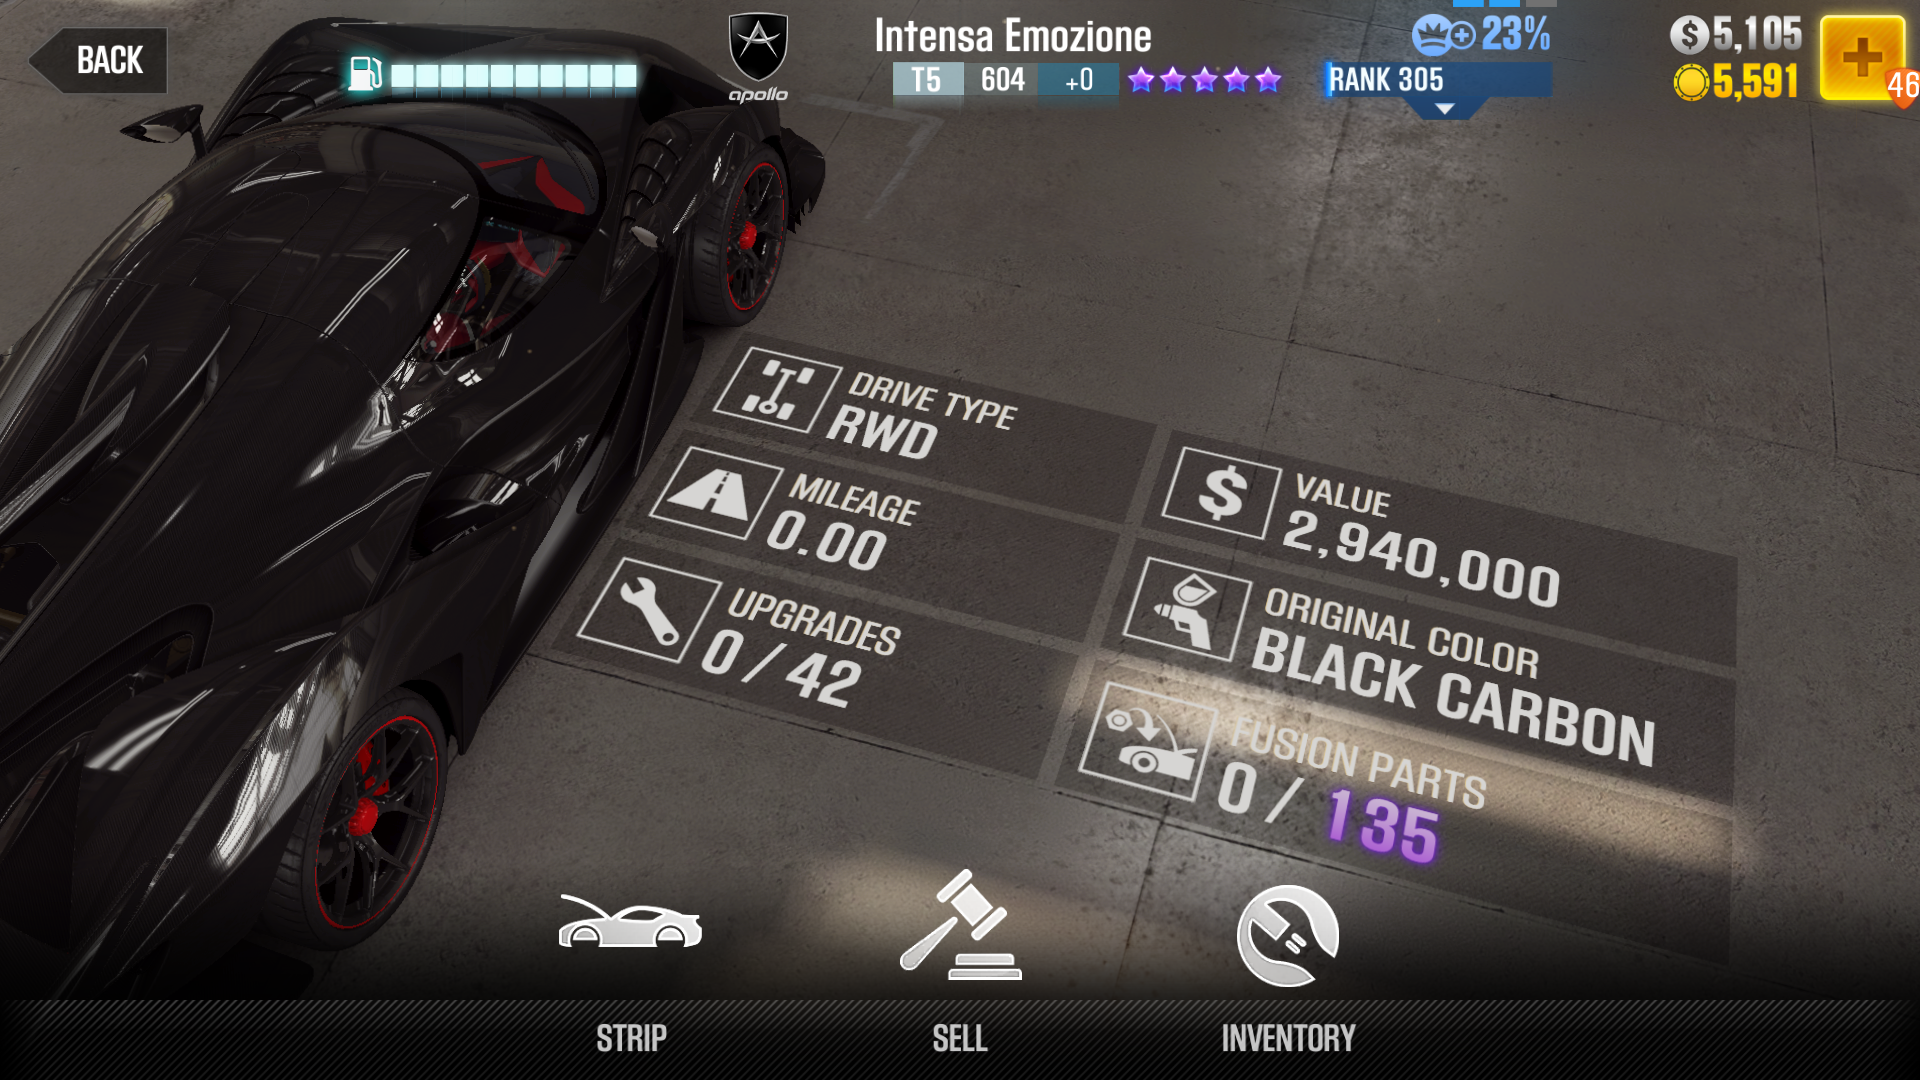 BACK
apollo
Intensa Emozione
T5 604 +0
23%
RANK 305
$ 5,105
5,591
46
DRIVE TYPE
RWD
MILEAGE
0.00
UPGRADES
0 / 42
$ VALUE
2,940,000
ORIGINAL COLOR
BLACK CARBON
FUSION PARTS
0 / 135
STRIP
SELL
INVENTORY